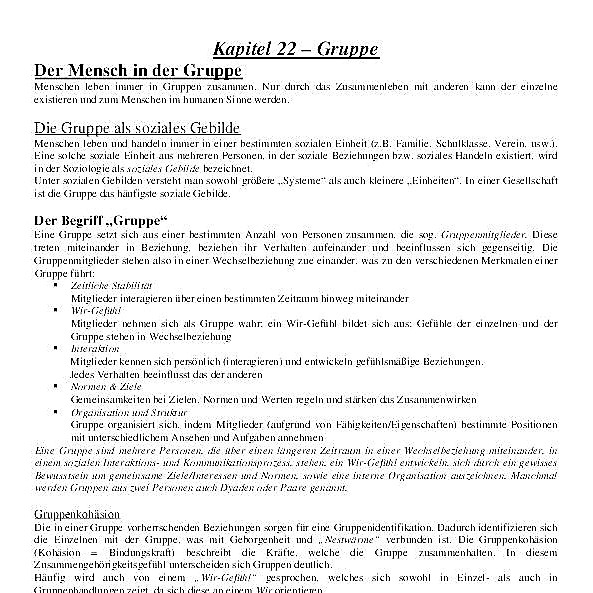 Kapitel 22 – Gruppe
Der Mensch in der Gruppe
Menschen leben immer in Gruppen zusammen. Nur durch das Zusammenleben mit anderen kann der einzelne
existieren und zum Menschen im humanen Sinne werden.
Die Gruppe als soziales Gebilde
Menschen leben und handeln immer in einer bestimmten sozialen Einheit (z.B. Familie, Schulklasse, Verein, usw.).
Eine solche soziale Einheit aus mehreren Personen, in der soziale Beziehungen bzw. soziales Handeln existiert, wird
in der Soziologie als soziales Gebilde bezeichnet.
Unter sozialen Gebilden versteht man sowohl größere „Systeme“ als auch kleinere „Einheiten“. In einer Gesellschaft
ist die Gruppe das häufigste soziale Gebilde.
Der Begriff „Gruppe“
Eine Gruppe setzt sich aus einer bestimmten Anzahl von Personen zusammen, die sog. Gruppenmitglieder. Diese
treten miteinander in Beziehung, beziehen ihr Verhalten aufeinander und beeinflussen sich gegenseitig. Die
Gruppenmitglieder stehen also in einer Wechselbeziehung zue einander, was zu den verschiedenen Merkmalen einer
Gruppe führt:
▪ Zeitliche Stabilität
Mitglieder interagieren über einen bestimmten Zeitraum hinweg miteinander
▪ Wir-Gefühl
Mitglieder nehmen sich als Gruppe wahr; ein Wir-Gefühl bildet sich aus; Gefühle der einzelnen und der
Gruppe stehen in Wechselbeziehung
▪ Interaktion
Mitglieder kennen sich persönlich (interagieren) und entwickeln gefühlsmäßige Beziehungen.
Jedes Verhalten beeinflusst das der anderen
▪ Normen & Ziele
Gemeinsamkeiten bei Zielen, Normen und Werten regeln und stärken das Zusammenwirken
▪ Organisation und Struktur
Gruppe organisiert sich, indem Mitglieder (aufgrund von Fähigkeiten/Eigenschaften) bestimmte Positionen
mit unterschiedlichem Ansehen und Aufgaben annehmen
Eine Gruppe sind mehrere Personen, die über einen längeren Zeitraum in einer Wechselbeziehung miteinander, in
einem sozialen Interaktions- und Kommunikationsprozess, stehen, ein Wir-Gefühl entwickeln, sich durch ein gewisses
Bewusstsein um gemeinsame Ziele/Interessen und Normen, sowie eine interne Organisation auszeichnen. Manchmal
werden Gruppen aus zwei Personen auch Dyaden oder Paare genannt.
Gruppenkohäsion
Die in einer Gruppe vorherrschenden Beziehungen sorgen für eine Gruppenidentifikation. Dadurch identifizieren sich
die Einzelnen mit der Gruppe, was mit Geborgenheit und „Nestwärme“ verbunden ist. Die Gruppenkohäsion
(Kohäsion = Bindungskraft) beschreibt die Kräfte, welche die Gruppe zusammenhalten. In diesem
Zusammengehörigkeitsgefühl unterscheiden sich Gruppen deutlich.
Häufig wird auch von einem „Wir-Gefühl“ gesprochen, welches sich sowohl in Einzel- als auch in
Gruppenhandlungen zeigt, da sich diese an einem Wir orientieren.